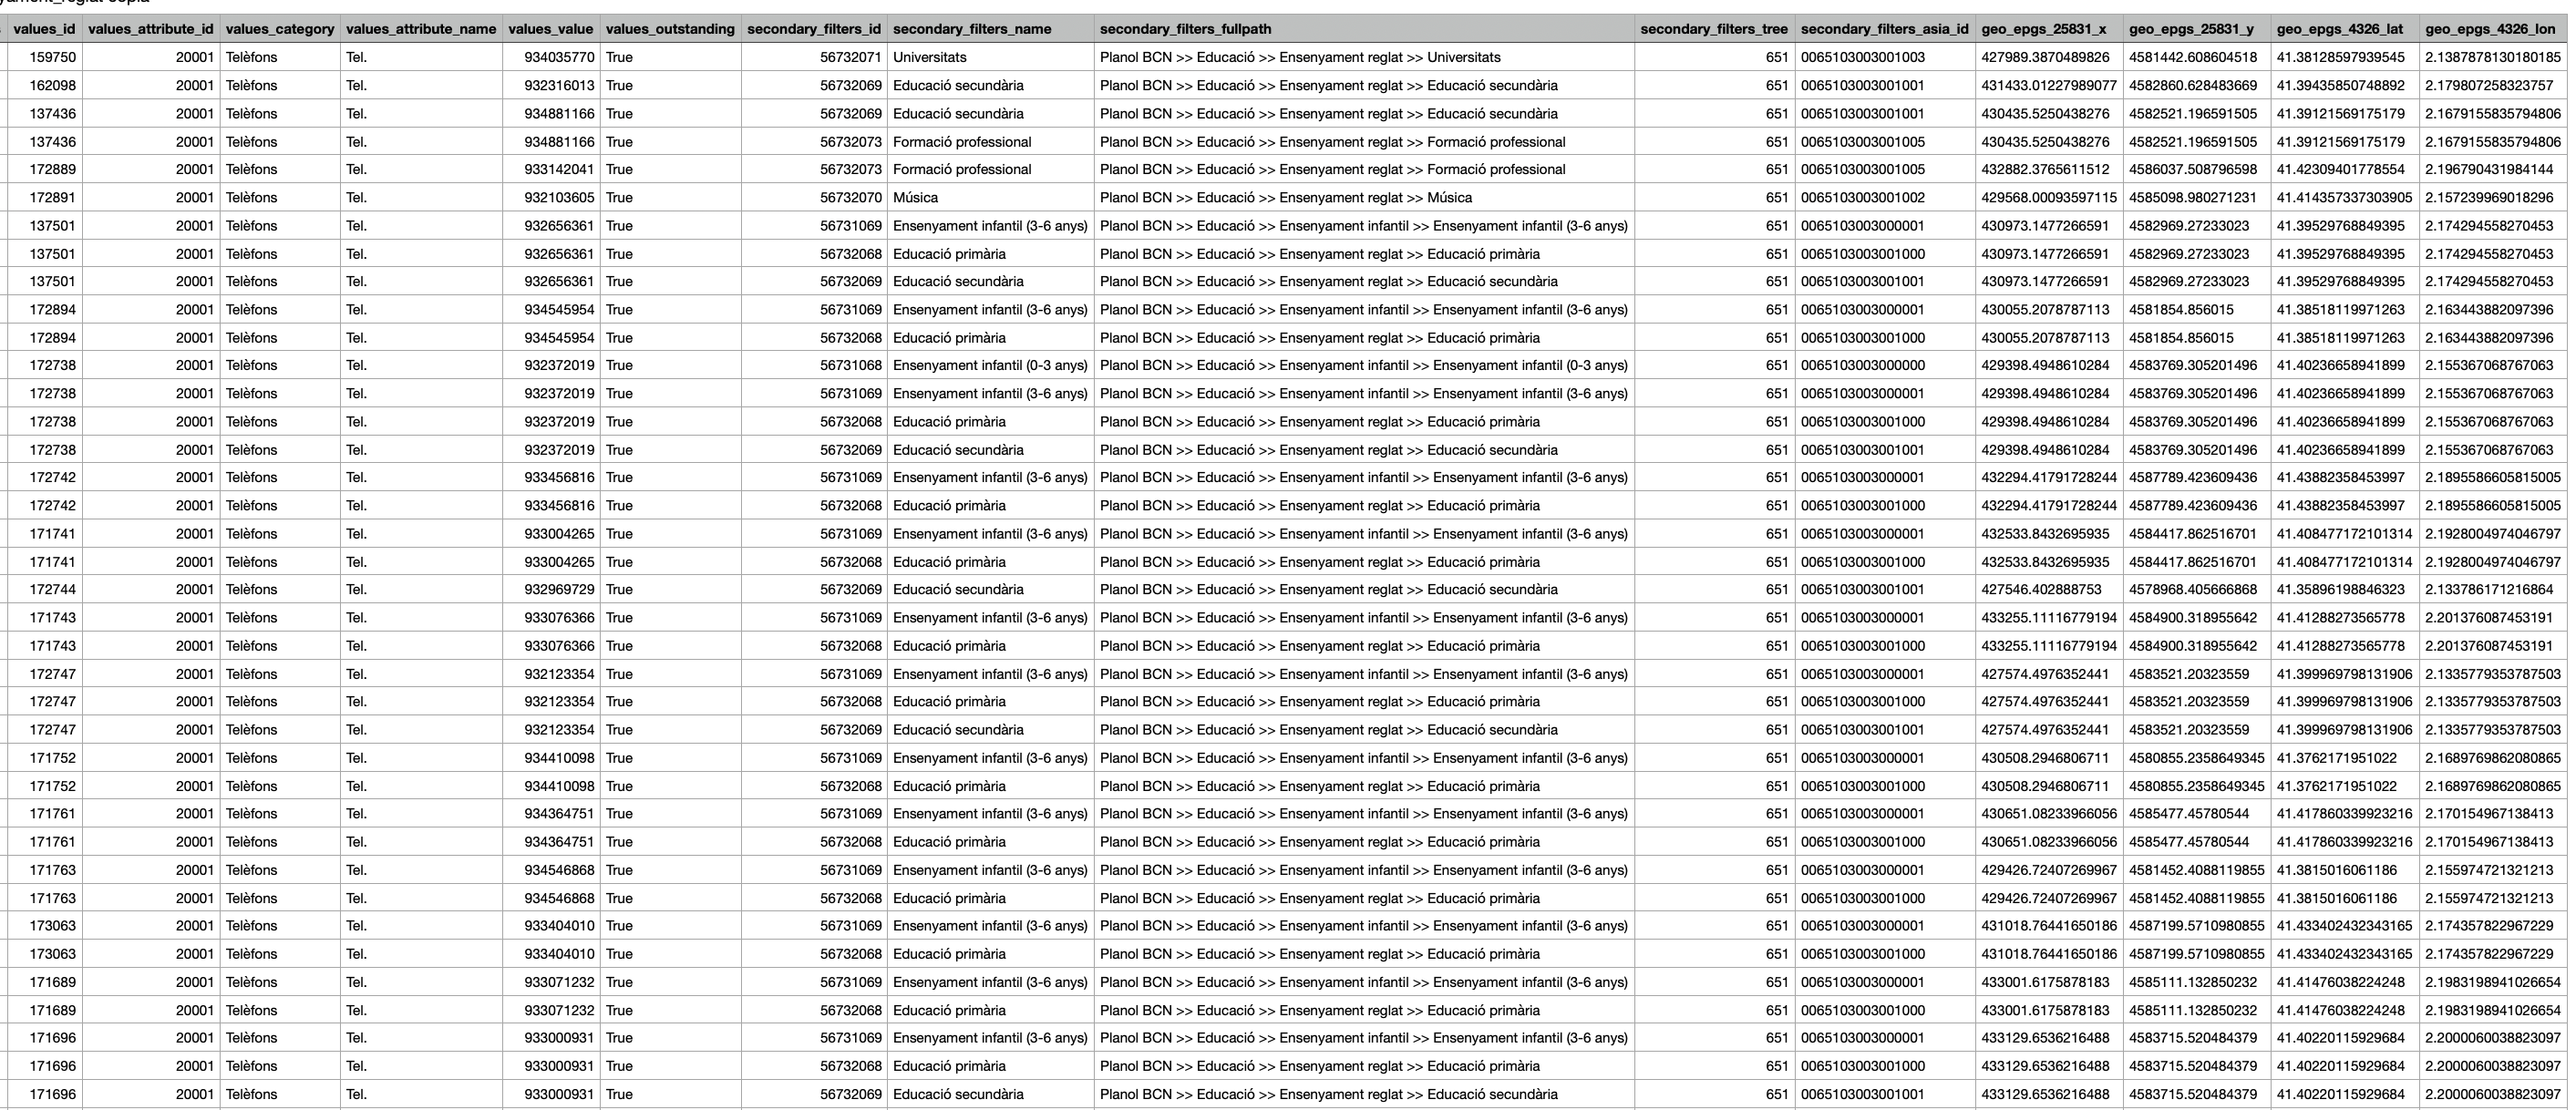 values_id values_attribute_id values_category values_attribute_name values_value values_outstanding secondary_filters_id secondary_filters_name secondary_filters_fullpath secondary_filters_tree secondary_filters_asia_id geo_epgs_25831_x geo_epgs_25831_y geo_epgs_4326_lat geo_epgs_4326_lon
159750 20001 Telèfons Tel. 934035770 True 56732071 Universitats Planol BCN >> Educació >> Ensenyament reglat >> Universitats 651 0065103003001003 427989.3870489826 4581442.608604518 41.38128597939545 2.1387878130180185
162098 20001 Telèfons Tel. 932316013 True 56732069 Educació secundària Planol BCN >> Educació >> Ensenyament reglat >> Educació secundària 651 0065103003001001 431433.01227989077 4582860.628483669 41.39435850748892 2.179807258323757
137436 20001 Telèfons Tel. 934881166 True 56732069 Educació secundària Planol BCN >> Educació >> Ensenyament reglat >> Educació secundària 651 0065103003001001 430435.5250438276 4582521.196591505 41.39121569175179 2.1679155835794806
137436 20001 Telèfons Tel. 934881166 True 56732073 Formació professional Planol BCN >> Educació >> Ensenyament reglat >> Formació professional 651 0065103003001005 430435.5250438276 4582521.196591505 41.39121569175179 2.1679155835794806
172889 20001 Telèfons Tel. 933142041 True 56732073 Formació professional Planol BCN >> Educació >> Ensenyament reglat >> Formació professional 651 0065103003001005 432882.3765611512 4586037.508796598 41.42309401778554 2.196790431984144
172891 20001 Telèfons Tel. 932103605 True 56732070 Música Planol BCN >> Educació >> Ensenyament reglat >> Música 651 0065103003001002 429568.00093597115 4585098.980271231 41.414357337303905 2.157239969018296
137501 20001 Telèfons Tel. 932656361 True 56731069 Ensenyament infantil (3-6 anys) Planol BCN >> Educació >> Ensenyament infantil >> Ensenyament infantil (3-6 anys) 651 0065103003000001 430973.1477266591 4582969.27233023 41.39529768849395 2.174294558270453
137501 20001 Telèfons Tel. 932656361 True 56732068 Educació primària Planol BCN >> Educació >> Ensenyament reglat >> Educació primària 651 0065103003001000 430973.1477266591 4582969.27233023 41.39529768849395 2.174294558270453
137501 20001 Telèfons Tel. 932656361 True 56732069 Educació secundària Planol BCN >> Educació >> Ensenyament reglat >> Educació secundària 651 0065103003001001 430973.1477266591 4582969.27233023 41.39529768849395 2.174294558270453
172894 20001 Telèfons Tel. 934545954 True 56731069 Ensenyament infantil (3-6 anys) Planol BCN >> Educació >> Ensenyament infantil >> Ensenyament infantil (3-6 anys) 651 0065103003000001 430055.2078787113 4581854.856015 41.38518119971263 2.163443882097396
172894 20001 Telèfons Tel. 934545954 True 56732068 Educació primària Planol BCN >> Educació >> Ensenyament reglat >> Educació primària 651 0065103003001000 430055.2078787113 4581854.856015 41.38518119971263 2.163443882097396
172738 20001 Telèfons Tel. 932372019 True 56731068 Ensenyament infantil (0-3 anys) Planol BCN >> Educació >> Ensenyament infantil >> Ensenyament infantil (0-3 anys) 651 0065103003000000 429398.4948610284 4583769.305201496 41.40236658941899 2.155367068767063
172738 20001 Telèfons Tel. 932372019 True 56731069 Ensenyament infantil (3-6 anys) Planol BCN >> Educació >> Ensenyament infantil >> Ensenyament infantil (3-6 anys) 651 0065103003000001 429398.4948610284 4583769.305201496 41.40236658941899 2.155367068767063
172738 20001 Telèfons Tel. 932372019 True 56732068 Educació primària Planol BCN >> Educació >> Ensenyament reglat >> Educació primària 651 0065103003001000 429398.4948610284 4583769.305201496 41.40236658941899 2.155367068767063
172738 20001 Telèfons Tel. 932372019 True 56732069 Educació secundària Planol BCN >> Educació >> Ensenyament reglat >> Educació secundària 651 0065103003001001 429398.4948610284 4583769.305201496 41.40236658941899 2.155367068767063
172742 20001 Telèfons Tel. 933456816 True 56731069 Ensenyament infantil (3-6 anys) Planol BCN >> Educació >> Ensenyament infantil >> Ensenyament infantil (3-6 anys) 651 0065103003000001 432294.41791728244 4587789.423609436 41.43882358453997 2.1895586605815005
172742 20001 Telèfons Tel. 933456816 True 56732068 Educació primària Planol BCN >> Educació >> Ensenyament reglat >> Educació primària 651 0065103003001000 432294.41791728244 4587789.423609436 41.43882358453997 2.1895586605815005
171741 20001 Telèfons Tel. 933004265 True 56731069 Ensenyament infantil (3-6 anys) Planol BCN >> Educació >> Ensenyament infantil >> Ensenyament infantil (3-6 anys) 651 0065103003000001 432533.8432695935 4584417.862516701 41.408477172101314 2.1928004974046797
171741 20001 Telèfons Tel. 933004265 True 56732068 Educació primària Planol BCN >> Educació >> Ensenyament reglat >> Educació primària 651 0065103003001000 432533.8432695935 4584417.862516701 41.408477172101314 2.1928004974046797
172744 20001 Telèfons Tel. 932969729 True 56732069 Educació secundària Planol BCN >> Educació >> Ensenyament reglat >> Educació secundària 651 0065103003001001 427546.402888753 4578968.405666868 41.35896198846323 2.133786171216864
171743 20001 Telèfons Tel. 933076366 True 56731069 Ensenyament infantil (3-6 anys) Planol BCN >> Educació >> Ensenyament infantil >> Ensenyament infantil (3-6 anys) 651 0065103003000001 433255.11116779194 4584900.318955642 41.41288273565778 2.201376087453191
171743 20001 Telèfons Tel. 933076366 True 56732068 Educació primària Planol BCN >> Educació >> Ensenyament reglat >> Educació primària 651 0065103003001000 433255.11116779194 4584900.318955642 41.41288273565778 2.201376087453191
172747 20001 Telèfons Tel. 932123354 True 56731069 Ensenyament infantil (3-6 anys) Planol BCN >> Educació >> Ensenyament infantil >> Ensenyament infantil (3-6 anys) 651 0065103003000001 427574.4976352441 4583521.20323559 41.399969798131906 2.1335779353787503
172747 20001 Telèfons Tel. 932123354 True 56732068 Educació primària Planol BCN >> Educació >> Ensenyament reglat >> Educació primària 651 0065103003001000 427574.4976352441 4583521.20323559 41.399969798131906 2.1335779353787503
172747 20001 Telèfons Tel. 932123354 True 56732069 Educació secundària Planol BCN >> Educació >> Ensenyament reglat >> Educació secundària 651 0065103003001001 427574.4976352441 4583521.20323559 41.399969798131906 2.1335779353787503
171752 20001 Telèfons Tel. 934410098 True 56731069 Ensenyament infantil (3-6 anys) Planol BCN >> Educació >> Ensenyament infantil >> Ensenyament infantil (3-6 anys) 651 0065103003000001 430508.2946806711 4580855.2358649345 41.3762171951022 2.1689769862080865
171752 20001 Telèfons Tel. 934410098 True 56732068 Educació primària Planol BCN >> Educació >> Ensenyament reglat >> Educació primària 651 0065103003001000 430508.2946806711 4580855.2358649345 41.3762171951022 2.1689769862080865
171761 20001 Telèfons Tel. 934364751 True 56731069 Ensenyament infantil (3-6 anys) Planol BCN >> Educació >> Ensenyament infantil >> Ensenyament infantil (3-6 anys) 651 0065103003000001 430651.08233966056 4585477.45780544 41.417860339923216 2.170154967138413
171761 20001 Telèfons Tel. 934364751 True 56732068 Educació primària Planol BCN >> Educació >> Ensenyament reglat >> Educació primària 651 0065103003001000 430651.08233966056 4585477.45780544 41.417860339923216 2.170154967138413
171763 20001 Telèfons Tel. 934546868 True 56731069 Ensenyament infantil (3-6 anys) Planol BCN >> Educació >> Ensenyament infantil >> Ensenyament infantil (3-6 anys) 651 0065103003000001 429426.72407269967 4581452.4088119855 41.3815016061186 2.155974721321213
171763 20001 Telèfons Tel. 934546868 True 56732068 Educació primària Planol BCN >> Educació >> Ensenyament reglat >> Educació primària 651 0065103003001000 429426.72407269967 4581452.4088119855 41.3815016061186 2.155974721321213
173063 20001 Telèfons Tel. 933404010 True 56731069 Ensenyament infantil (3-6 anys) Planol BCN >> Educació >> Ensenyament infantil >> Ensenyament infantil (3-6 anys) 651 0065103003000001 431018.76441650186 4587199.5710980855 41.433402432343165 2.174357822967229
173063 20001 Telèfons Tel. 933404010 True 56732068 Educació primària Planol BCN >> Educació >> Ensenyament reglat >> Educació primària 651 0065103003001000 431018.76441650186 4587199.5710980855 41.433402432343165 2.174357822967229
171689 20001 Telèfons Tel. 933071232 True 56731069 Ensenyament infantil (3-6 anys) Planol BCN >> Educació >> Ensenyament infantil >> Ensenyament infantil (3-6 anys) 651 0065103003000001 433001.6175878183 4585111.132850232 41.41476038224248 2.1983198941026654
171689 20001 Telèfons Tel. 933071232 True 56732068 Educació primària Planol BCN >> Educació >> Ensenyament reglat >> Educació primària 651 0065103003001000 433001.6175878183 4585111.132850232 41.41476038224248 2.1983198941026654
171696 20001 Telèfons Tel. 933000931 True 56731069 Ensenyament infantil (3-6 anys) Planol BCN >> Educació >> Ensenyament infantil >> Ensenyament infantil (3-6 anys) 651 0065103003000001 433129.6536216488 4583715.520484379 41.40220115929684 2.2000060038823097
171696 20001 Telèfons Tel. 933000931 True 56732068 Educació primària Planol BCN >> Educació >> Ensenyament reglat >> Educació primària 651 0065103003001000 433129.6536216488 4583715.520484379 41.40220115929684 2.2000060038823097
171696 20001 Telèfons Tel. 933000931 True 56732069 Educació secundària Planol BCN >> Educació >> Ensenyament reglat >> Educació secundària 651 0065103003001001 433129.6536216488 4583715.520484379 41.40220115929684 2.2000060038823097